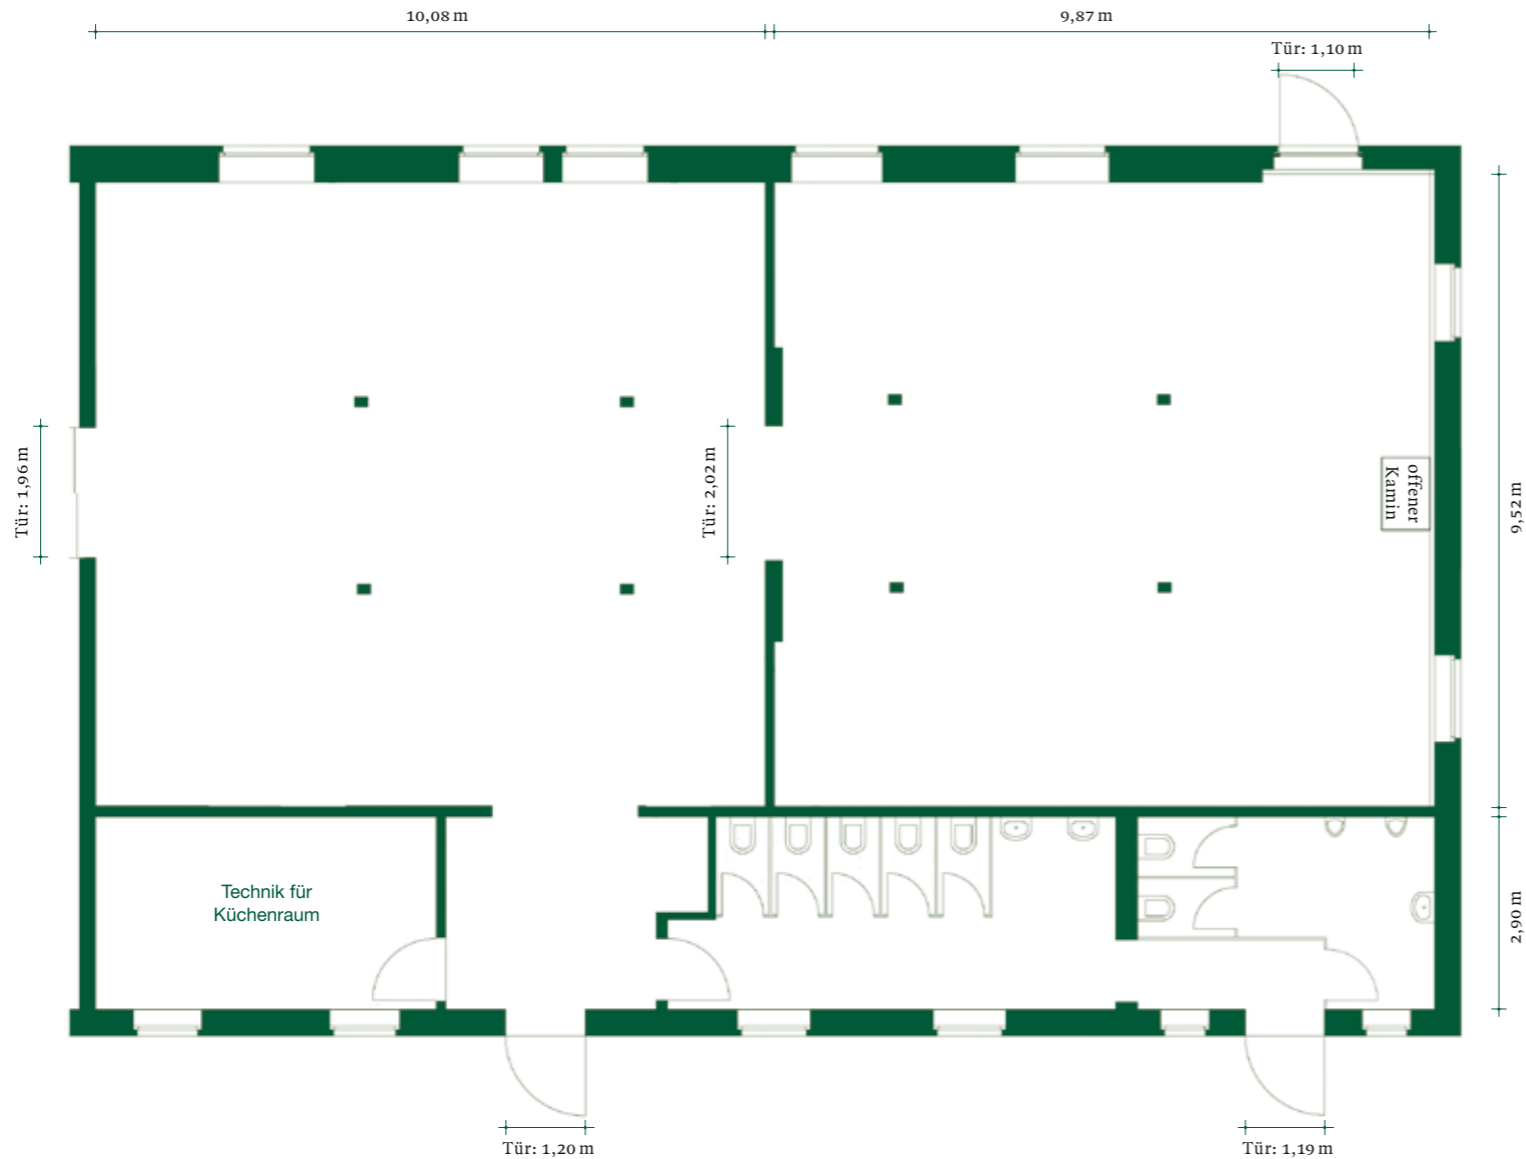 10,08 m
9,87 m
Tür: 1,10 m
Tür: 1,96 m
Tür: 2,02 m
offener
Kamin
9,52 m
Technik für
Küchenraum
2,90 m
Tür: 1,20 m
Tür: 1,19 m